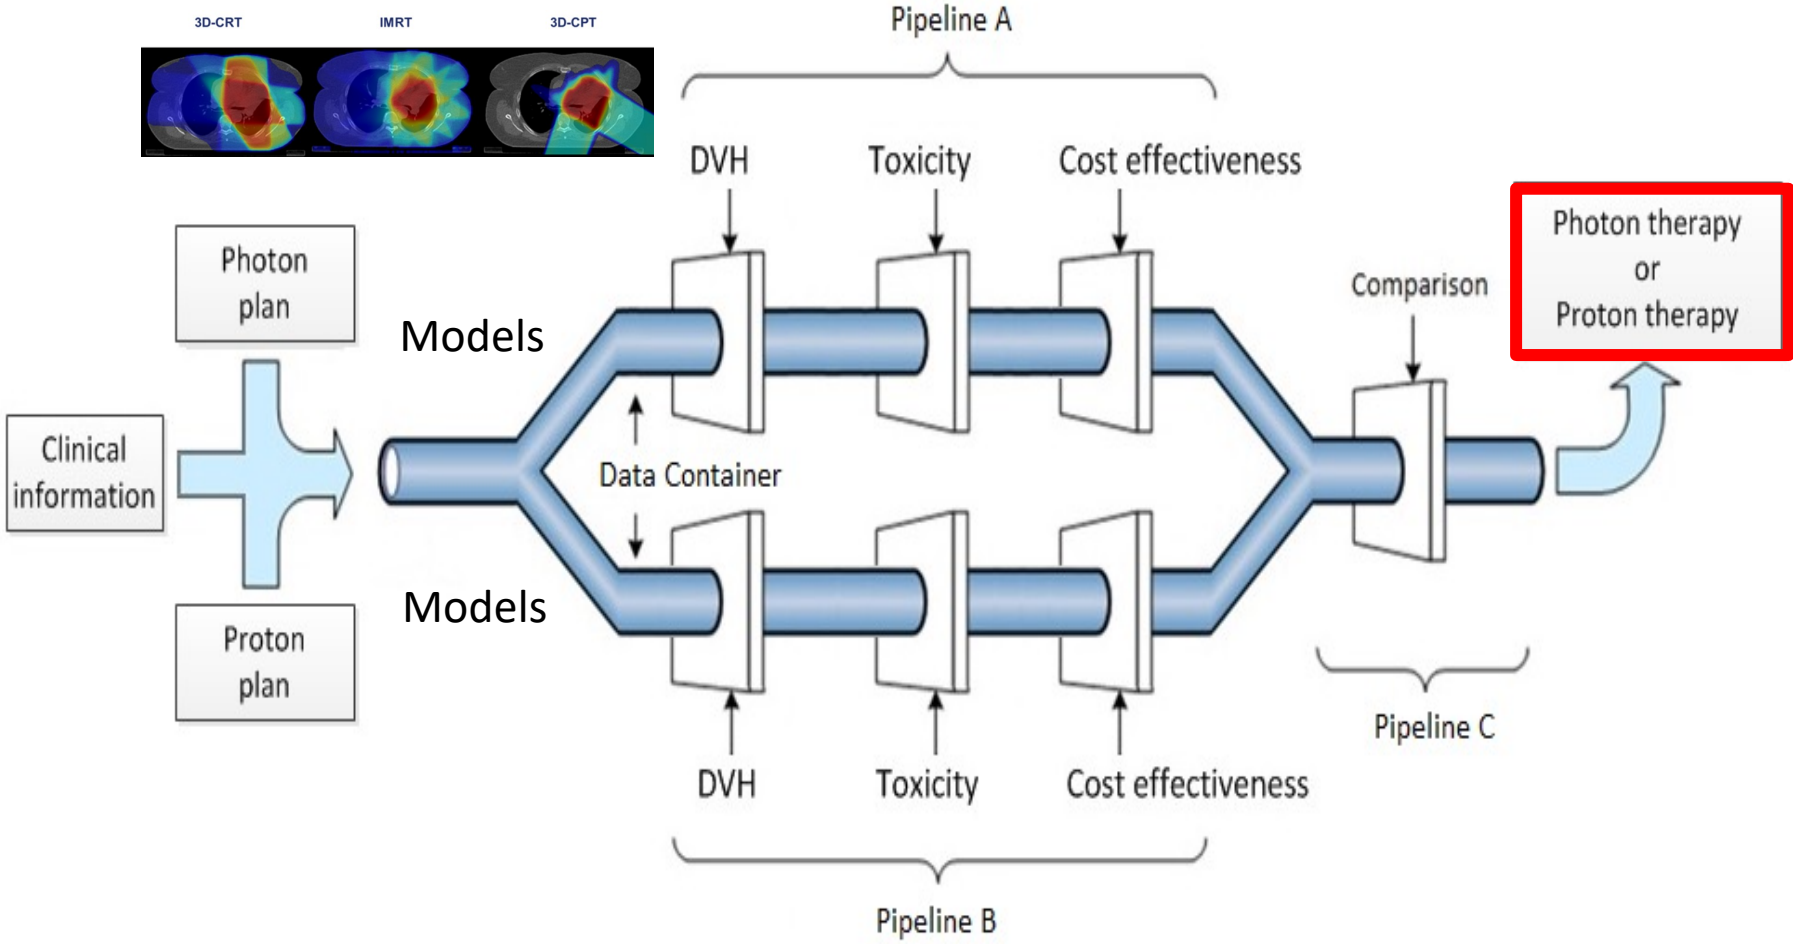 3D-CRT
IMRT
3D-CPT
Pipeline A
DVH
Toxicity
Cost effectiveness
Photon
plan
Models
Clinical
information
Data Container
Proton
plan
Models
Comparison
Photon therapy
or
Proton therapy
DVH
Toxicity
Cost effectiveness
Pipeline C
Pipeline B